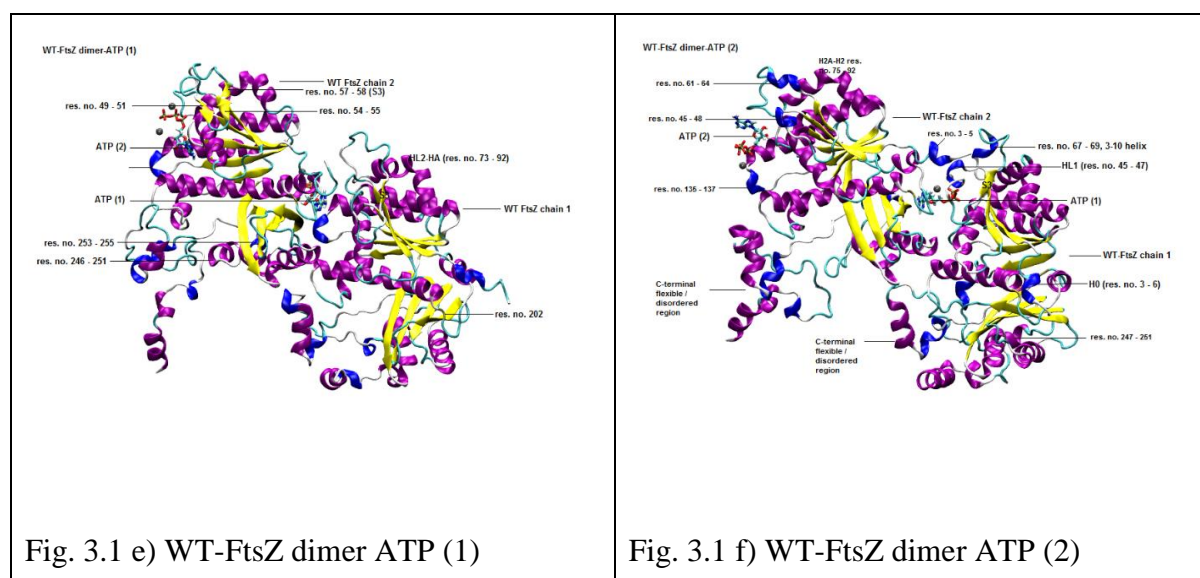 WT-FtsZ dimer-ATP (1)
WT FtsZ chain 2
res. no. 57 - 58 (S3)
res. no. 49 - 51
res. no. 54 - 55
ATP (2)
HL2-HA (res. no. 73 - 92)
ATP (1)
WT FtsZ chain 1
res. no. 253 - 255
res. no. 246 - 251
res. no. 202
Fig. 3.1 e) WT-FtsZ dimer ATP (1)
WT-FtsZ dimer-ATP (2)
H2A-H2 res.
no. 75 - 92
res. no. 61 - 64
WT-FtsZ chain 2
res. no. 45 - 48
res. no. 3 - 5
ATP (2)
res. no. 67 - 69, 3-10 helix
HL1 (res. no. 45 - 47)
S3
res. no. 135 - 137
ATP (1)
WT-FtsZ chain 1
C-terminal
flexible /
disordered
region
H0 (res. no. 3 - 6)
res. no. 247 - 251
C-terminal
flexible /
disordered
region
Fig. 3.1 f) WT-FtsZ dimer ATP (2)